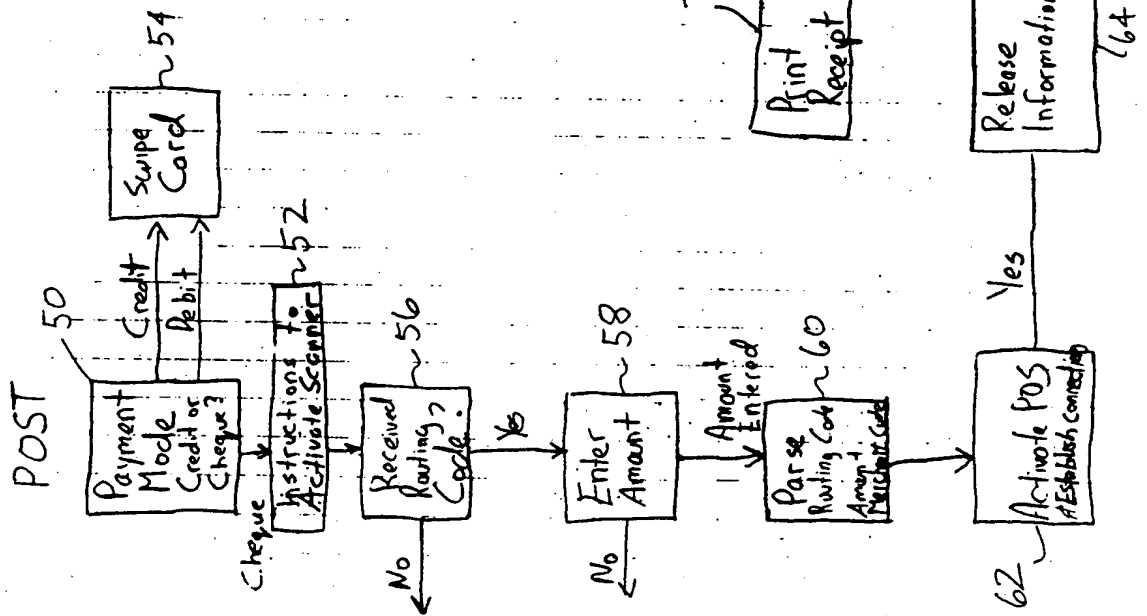 POST
50
Payment
Mode
Credit or
Cheque?
Credit
Debit
Swipe
Card
54
Cheque
Instructions To
Activate Scanner
52
Received
Routing
Code?
56
No
Yes
Enter
Amount
58
No
Amount
Entered
Parse
Routing Code
Amount
Merchant Code
60
Activate POS
Establish Connection
62
Yes
Release
Information
64
Print
Receipt